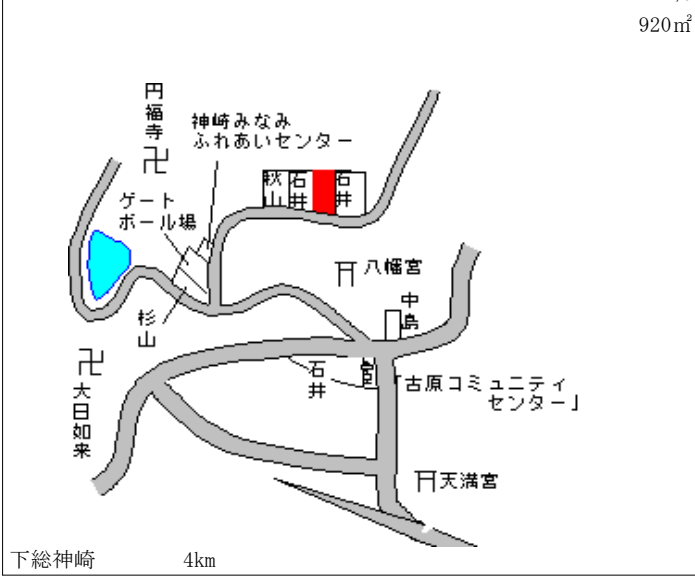 920㎡
円福寺
卍
神崎みなみ
ふれあいセンター
秋山
石井
石井
ゲート
ボール場
八幡宮
中島
杉山
卍
大日如来
石井
「古原コミュニティ
センター」
天満宮
下総神崎 4km